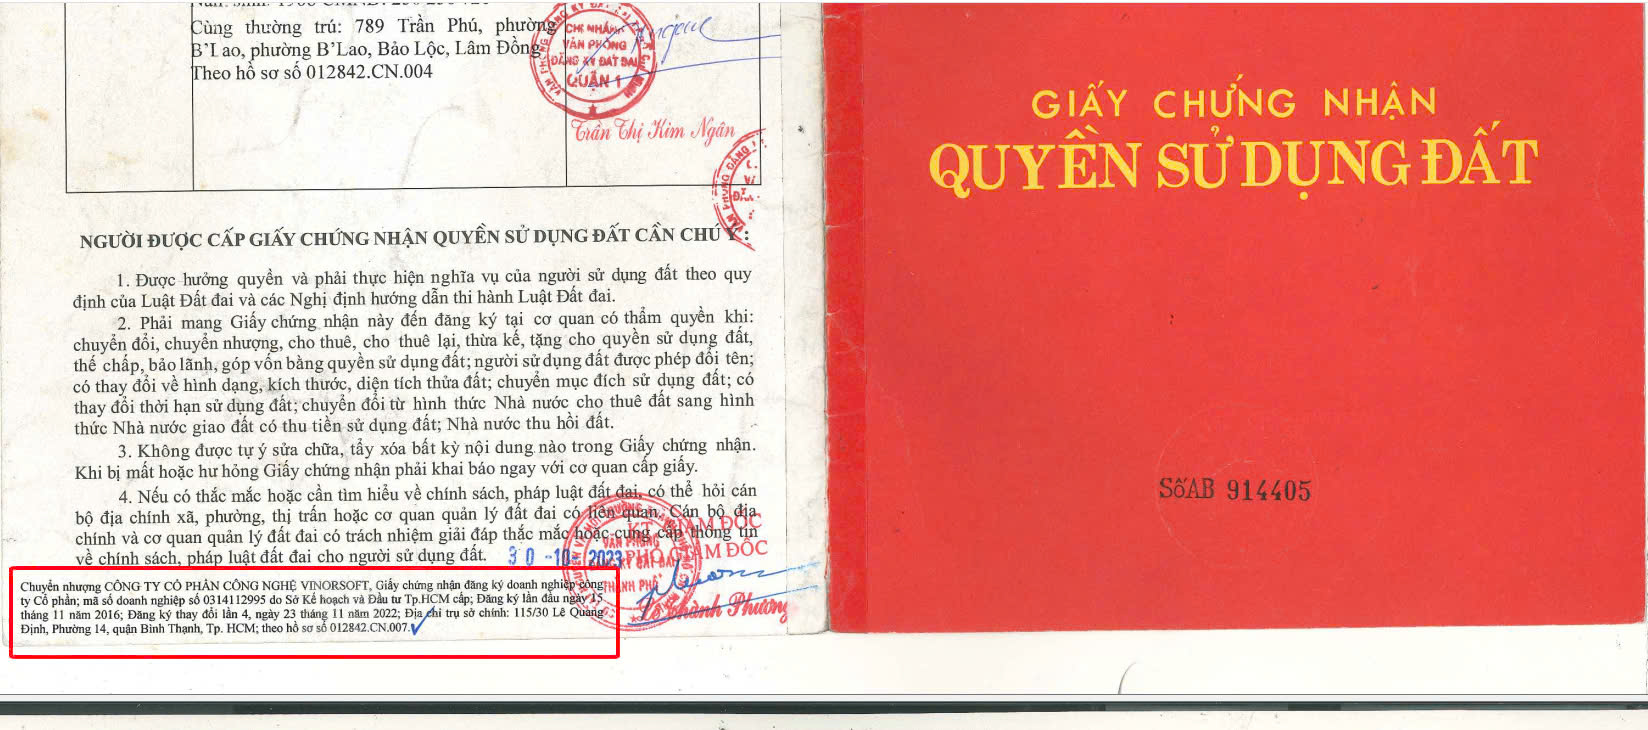 Cùng thường trú: 789 Trần Phú, phường
B'Lao, phường B'Lao, Bảo Lộc, Lâm Đồng
Theo hồ sơ số 012842.CN.004
CHI NHÁNH
VĂN PHÒNG
ĐĂNG KÝ ĐẤT ĐAI
QUẬN 1
Trần Thị Kim Ngân
NGƯỜI ĐƯỢC CẤP GIẤY CHỨNG NHẬN QUYỀN SỬ DỤNG ĐẤT CẦN CHÚ Ý :
1. Được hưởng quyền và phải thực hiện nghĩa vụ của người sử dụng đất theo quy
định của Luật Đất đai và các Nghị định hướng dẫn thi hành Luật Đất đai.
2. Phải mang Giấy chứng nhận này đến đăng ký tại cơ quan có thẩm quyền khi:
chuyển đổi, chuyển nhượng, cho thuê, cho thuê lại, thừa kế, tặng cho quyền sử dụng đất,
thế chấp, bảo lãnh, góp vốn bằng quyền sử dụng đất; người sử dụng đất được phép đổi tên;
có thay đổi về hình dạng, kích thước, diện tích thửa đất; chuyển mục đích sử dụng đất; có
thay đổi thời hạn sử dụng đất; chuyển đổi từ hình thức Nhà nước cho thuê đất sang hình
thức Nhà nước giao đất có thu tiền sử dụng đất; Nhà nước thu hồi đất.
3. Không được tự ý sửa chữa, tẩy xóa bất kỳ nội dung nào trong Giấy chứng nhận.
Khi bị mất hoặc hư hỏng Giấy chứng nhận phải khai báo ngay với cơ quan cấp giấy.
4. Nếu có thắc mắc hoặc cần tìm hiểu về chính sách, pháp luật đất đai, có thể hỏi cán
bộ địa chính xã, phường, thị trấn hoặc cơ quan quản lý đất đai có liên quan. Cán bộ địa
chính và cơ quan quản lý đất đai có trách nhiệm giải đáp thắc mắc hoặc cung cấp thông tin
về chính sách, pháp luật đất đai cho người sử dụng đất.
30 -10- 2023
KT. GIÁM ĐỐC
PHÓ GIÁM ĐỐC
VĂN PHÒNG
ĐĂNG KÝ ĐẤT ĐAI
THÀNH PHỐ
Chuyển nhượng CÔNG TY CỔ PHẦN CÔNG NGHỆ VINORSOFT, Giấy chứng nhận đăng ký doanh nghiệp công
ty Cổ phần; mã số doanh nghiệp số 0314112995 do Sở Kế hoạch và Đầu tư Tp.HCM cấp; Đăng ký lần đầu ngày 15
tháng 11 năm 2016; Đăng ký thay đổi lần 4, ngày 23 tháng 11 năm 2022; Địa chỉ trụ sở chính: 115/30 Lê Quang
Định, Phường 14, quận Bình Thạnh, Tp. HCM; theo hồ sơ số 012842.CN.007.
Thành Phương
GIẤY CHỨNG NHẬN
QUYỀN SỬ DỤNG ĐẤT
Số AB 914405